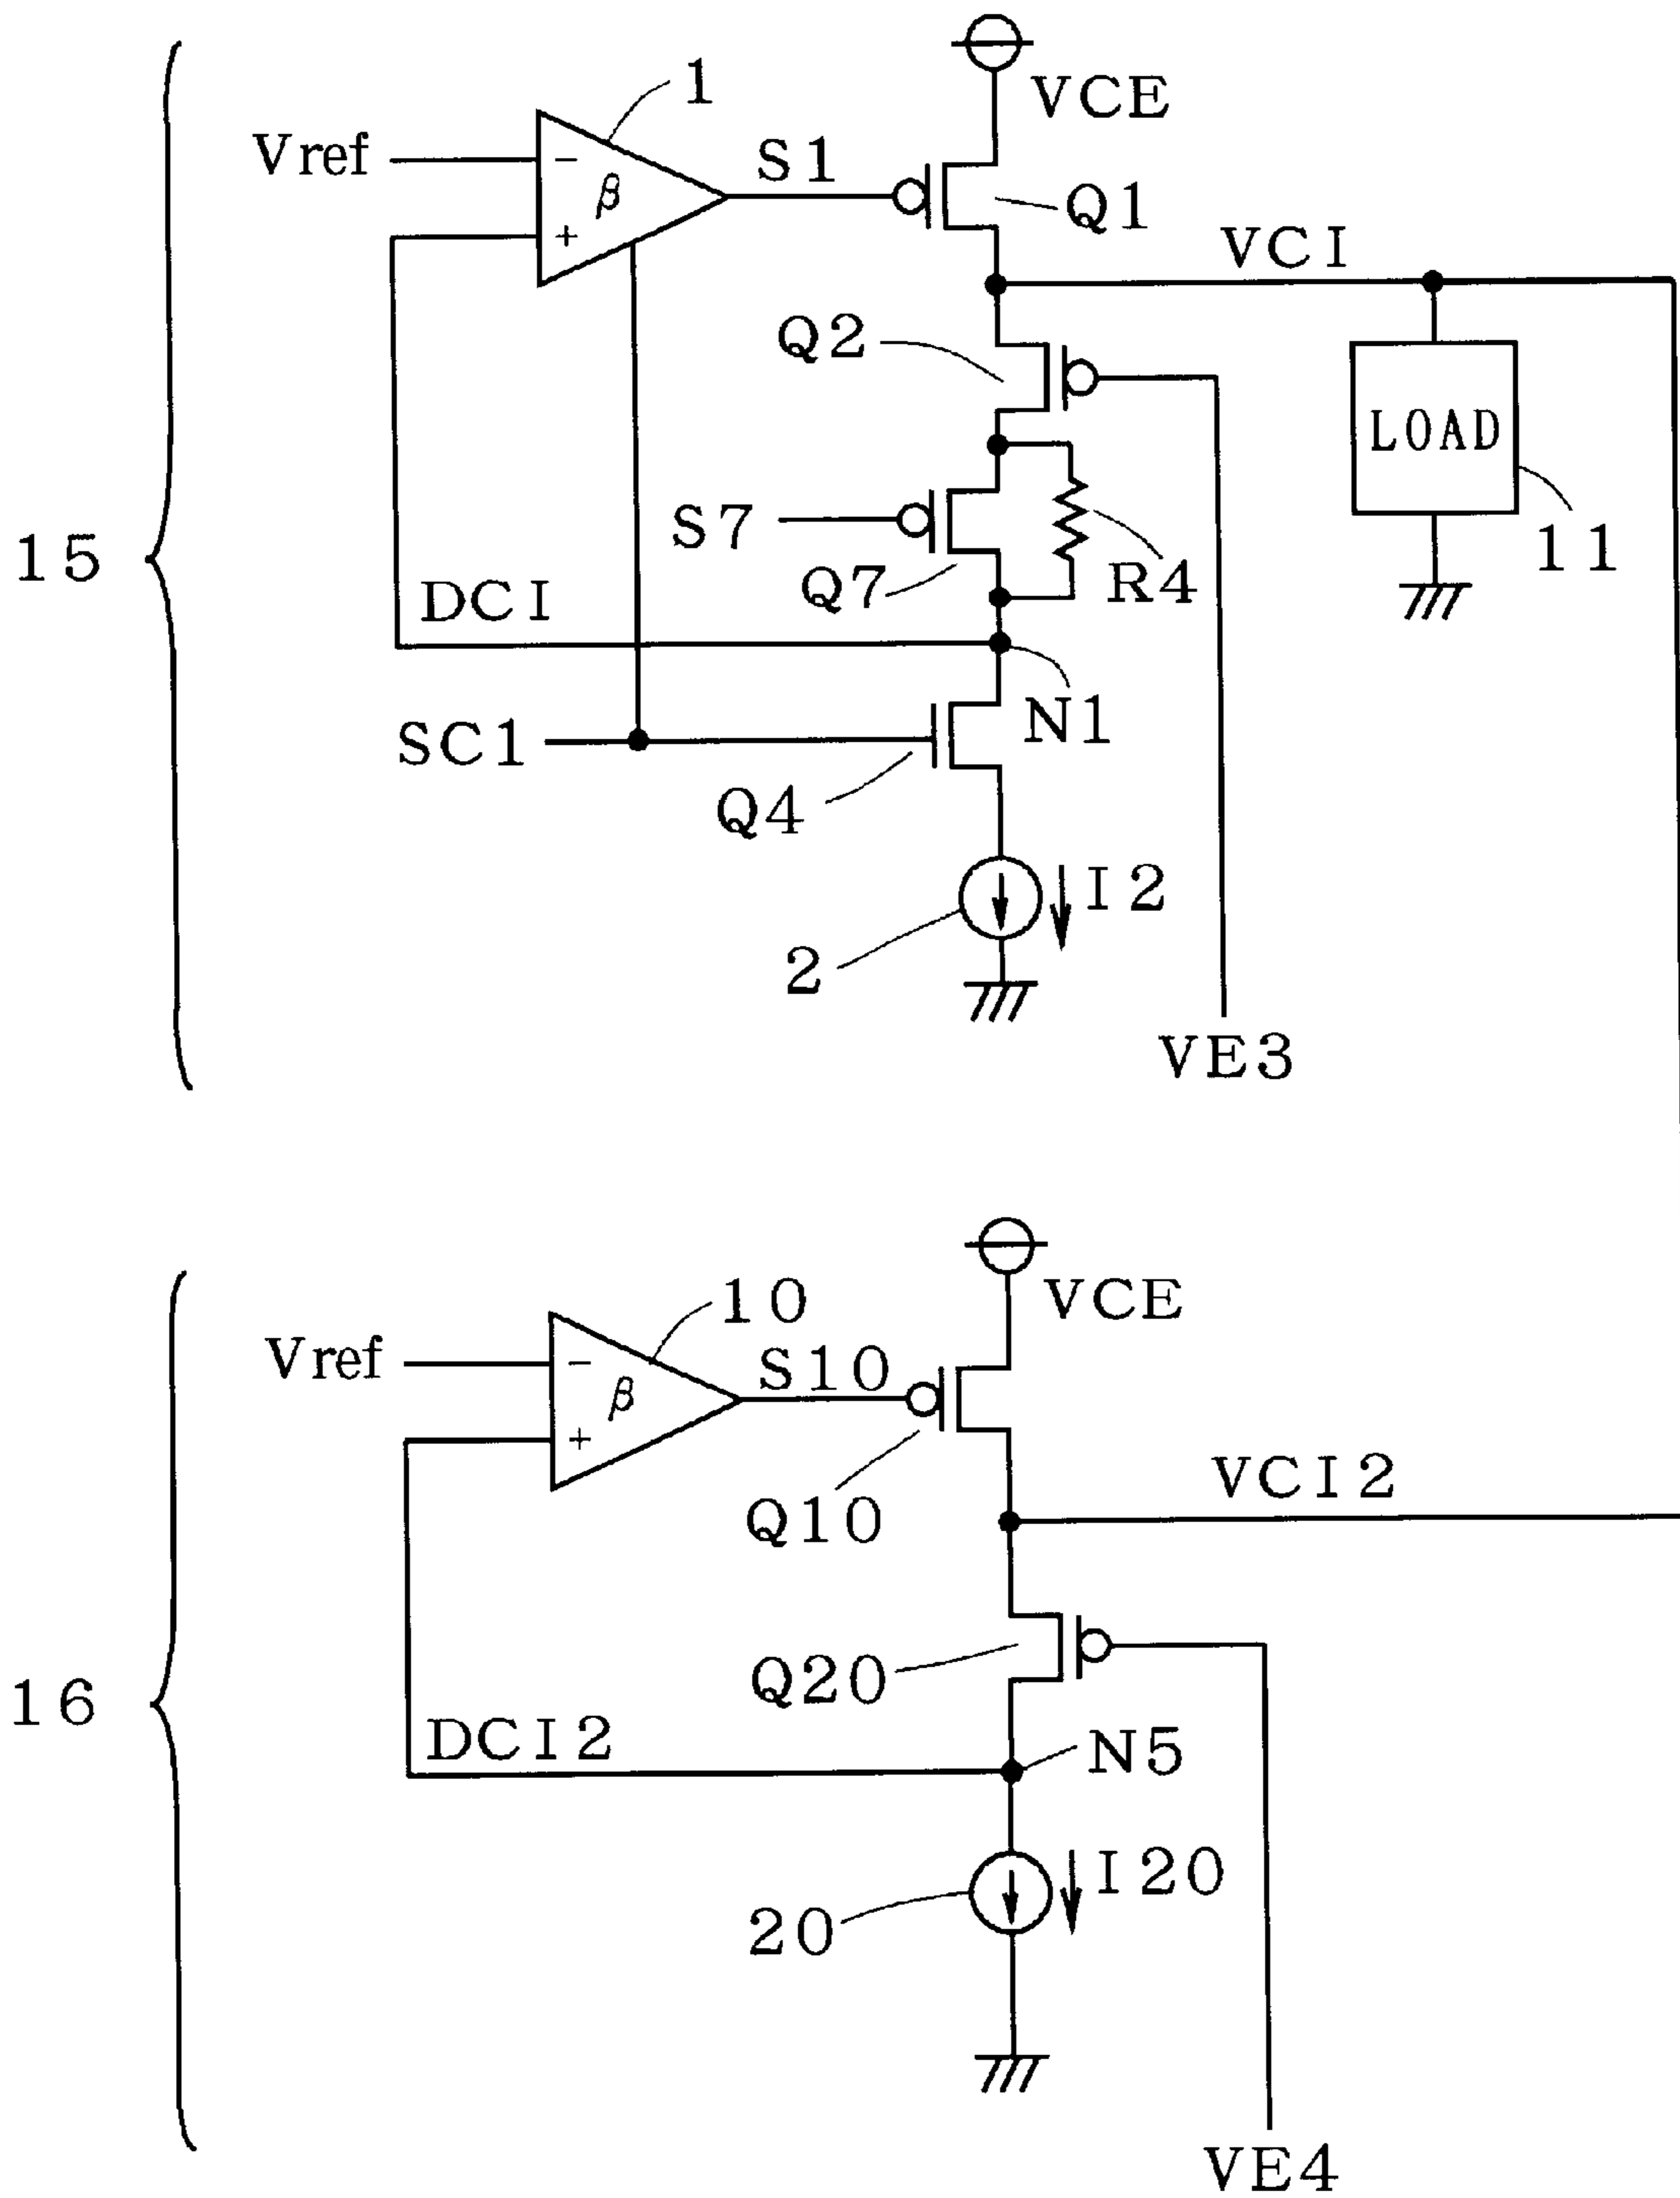 1
VCE
Vref
−
β
+
S1
Q1
VCI
Q2
LOAD
11
S7
Q7
R4
15
DCI
N1
SC1
Q4
I2
2
VE3
10
VCE
Vref
−
β
+
S10
Q10
VCI2
Q20
16
DCI2
N5
I20
20
VE4